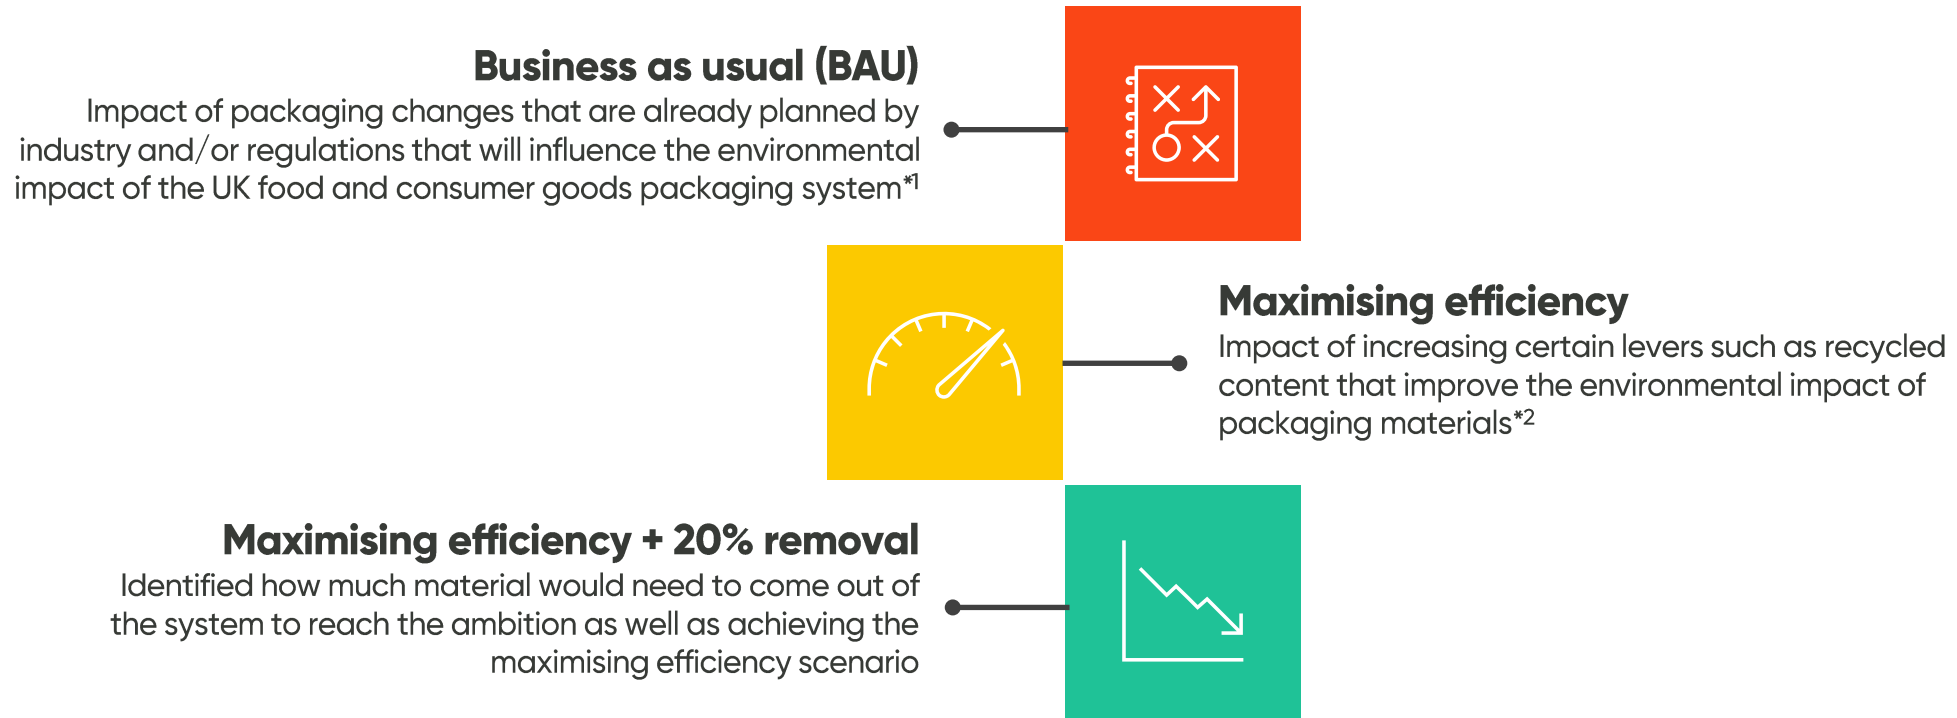 Business as usual (BAU)
Impact of packaging changes that are already planned by
industry and/or regulations that will influence the environmental
impact of the UK food and consumer goods packaging system*1
Maximising efficiency
Impact of increasing certain levers such as recycled
content that improve the environmental impact of
packaging materials*2
Maximising efficiency + 20% removal
Identified how much material would need to come out of
the system to reach the ambition as well as achieving the
maximising efficiency scenario